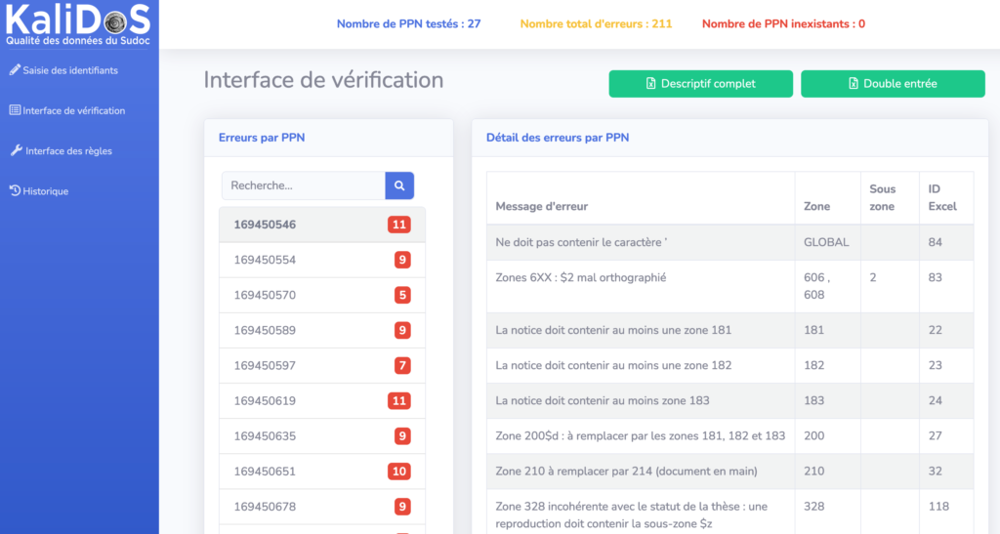 KaliDoS
Qualité des données du Sudoc
Saisie des identifiants
Interface de vérification
Interface des règles
Historique
Nombre de PPN testés : 27
Nombre total d'erreurs : 211
Nombre de PPN inexistants : 0
Interface de vérification
Descriptif complet
Double entrée
Erreurs par PPN
Recherche...
169450546 11
169450554 9
169450570 5
169450589 9
169450597 7
169450619 11
169450635 9
169450651 10
169450678 9
Détail des erreurs par PPN
Message d'erreur Zone Sous zone ID Excel
Ne doit pas contenir le caractère ' GLOBAL 84
Zones 6XX : $2 mal orthographié 606 , 2 83
608
La notice doit contenir au moins une zone 181 181 22
La notice doit contenir au moins une zone 182 182 23
La notice doit contenir au moins zone 183 183 24
Zone 200$d : à remplacer par les zones 181, 182 et 183 200 27
Zone 210 à remplacer par 214 (document en main) 210 32
Zone 328 incohérente avec le statut de la thèse : une 328 118
reproduction doit contenir la sous-zone $z